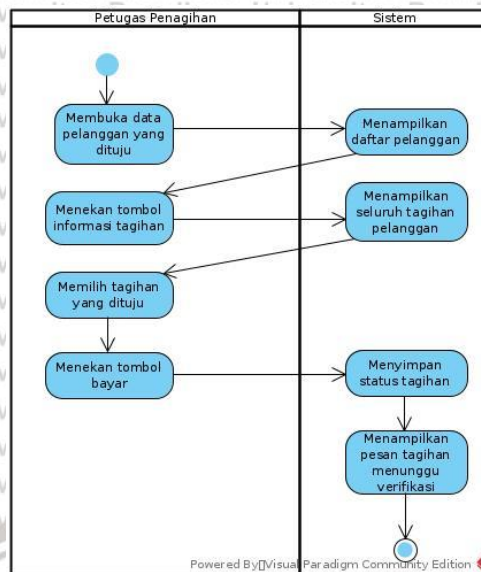 Petugas Penagihan
Sistem
Membuka data
pelanggan yang
dituju
Menampilkan
daftar pelanggan
Menekan tombol
informasi tagihan
Menampilkan
seluruh tagihan
pelanggan
Memilih tagihan
yang dituju
Menekan tombol
bayar
Menyimpan
status tagihan
Menampilkan
pesan tagihan
menunggu
verifikasi
Powered By Visual Paradigm Community Edition